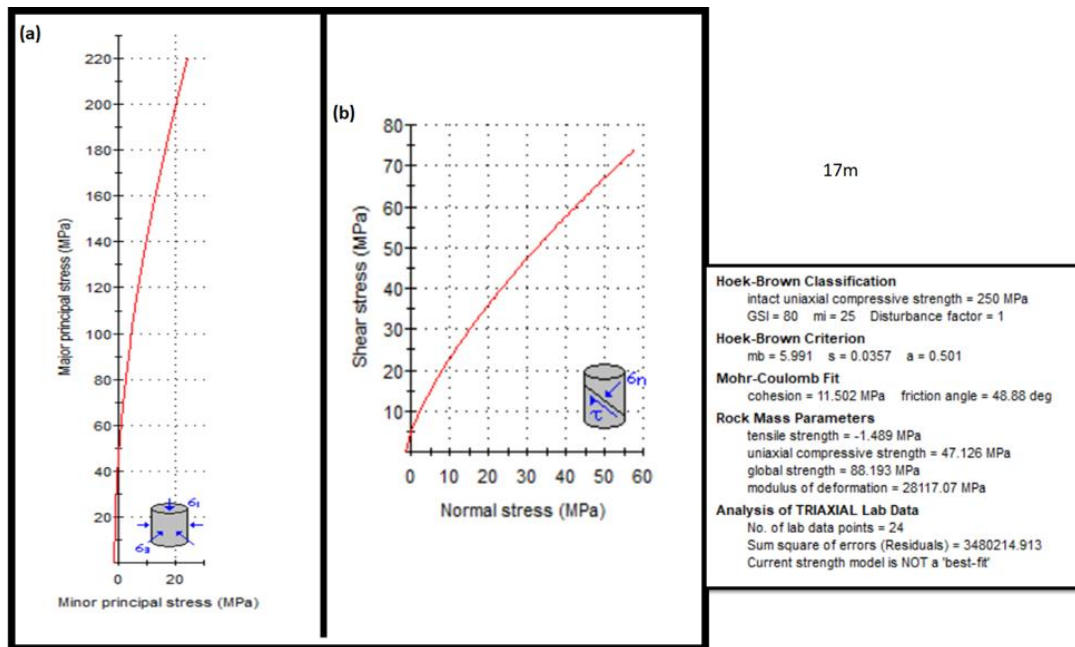 (a)
220
200
180
160
140
120
100
80
60
40
20
0 20
Major principal stress (MPa)
Minor principal stress (MPa)
σ1
σ3
(b)
80
70
60
50
40
30
20
10
0 10 20 30 40 50 60
Shear stress (MPa)
Normal stress (MPa)
σn
τ
17m
Hoek-Brown Classification
intact uniaxial compressive strength = 250 MPa
GSI = 80 mi = 25 Disturbance factor = 1
Hoek-Brown Criterion
mb = 5.991 s = 0.0357 a = 0.501
Mohr-Coulomb Fit
cohesion = 11.502 MPa friction angle = 48.88 deg
Rock Mass Parameters
tensile strength = -1.489 MPa
uniaxial compressive strength = 47.126 MPa
global strength = 88.193 MPa
modulus of deformation = 28117.07 MPa
Analysis of TRIAXIAL Lab Data
No. of lab data points = 24
Sum square of errors (Residuals) = 3480214.913
Current strength model is NOT a 'best-fit'